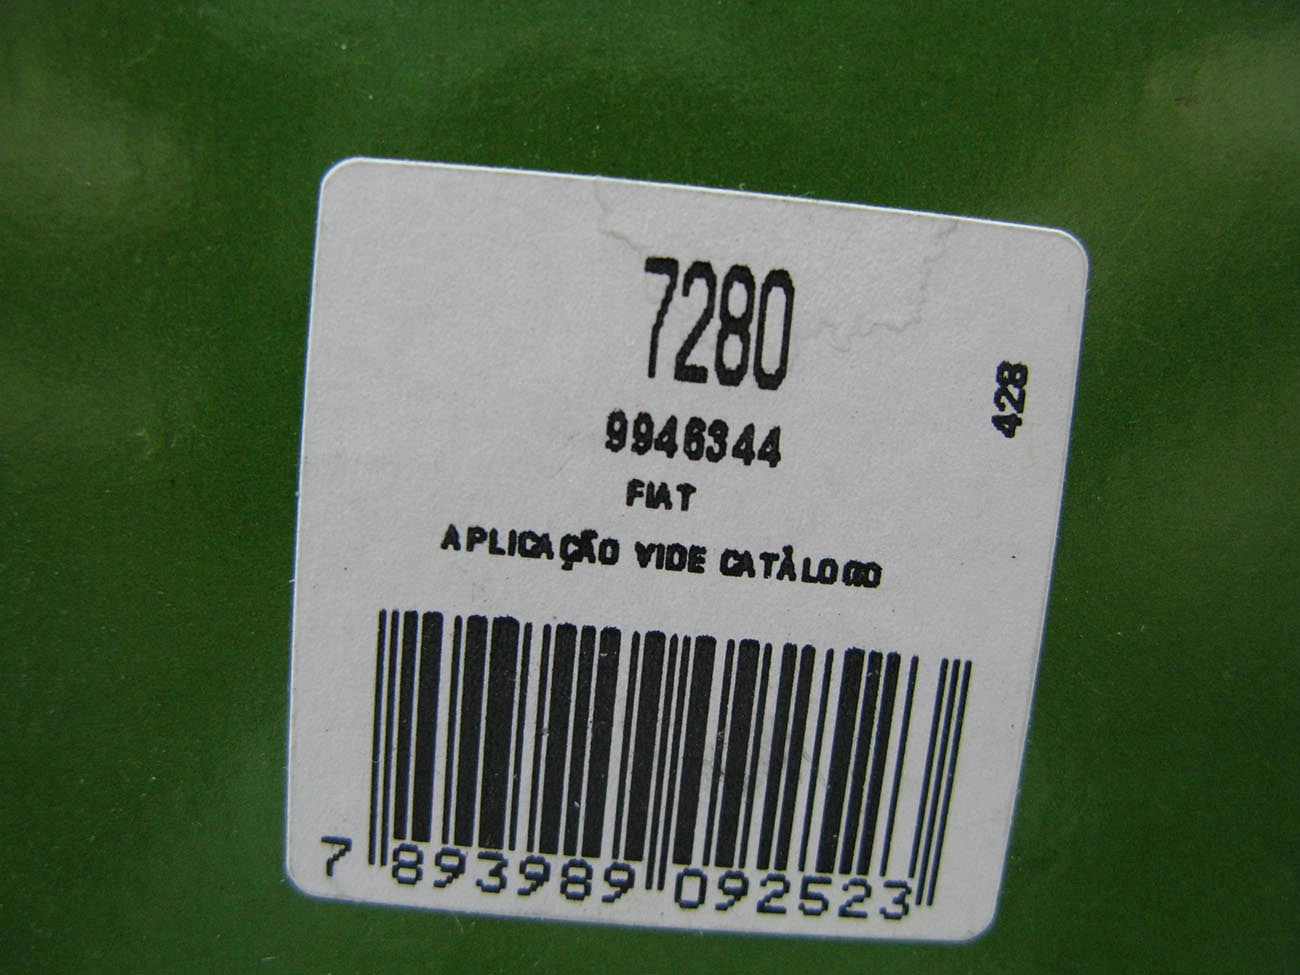 7280
428
9946344
FIAT
APLICAÇÃO VIDE CATÁLOGO
7 893989 092523